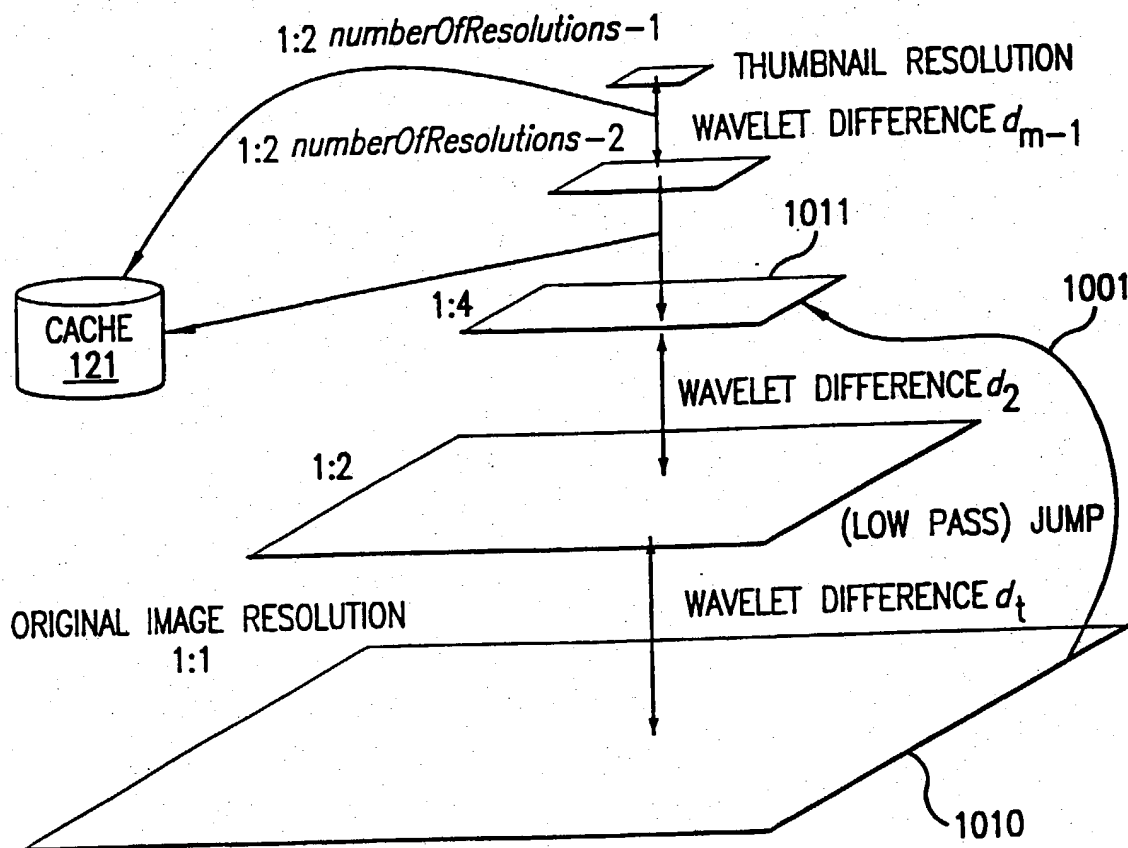 1:2 numberOfResolutions-1
THUMBNAIL RESOLUTION
WAVELET DIFFERENCE dm-1
1:2 numberOfResolutions-2
1011
1:4
1001
CACHE
121
WAVELET DIFFERENCE d2
1:2
(LOW PASS) JUMP
WAVELET DIFFERENCE dt
ORIGINAL IMAGE RESOLUTION
1:1
1010